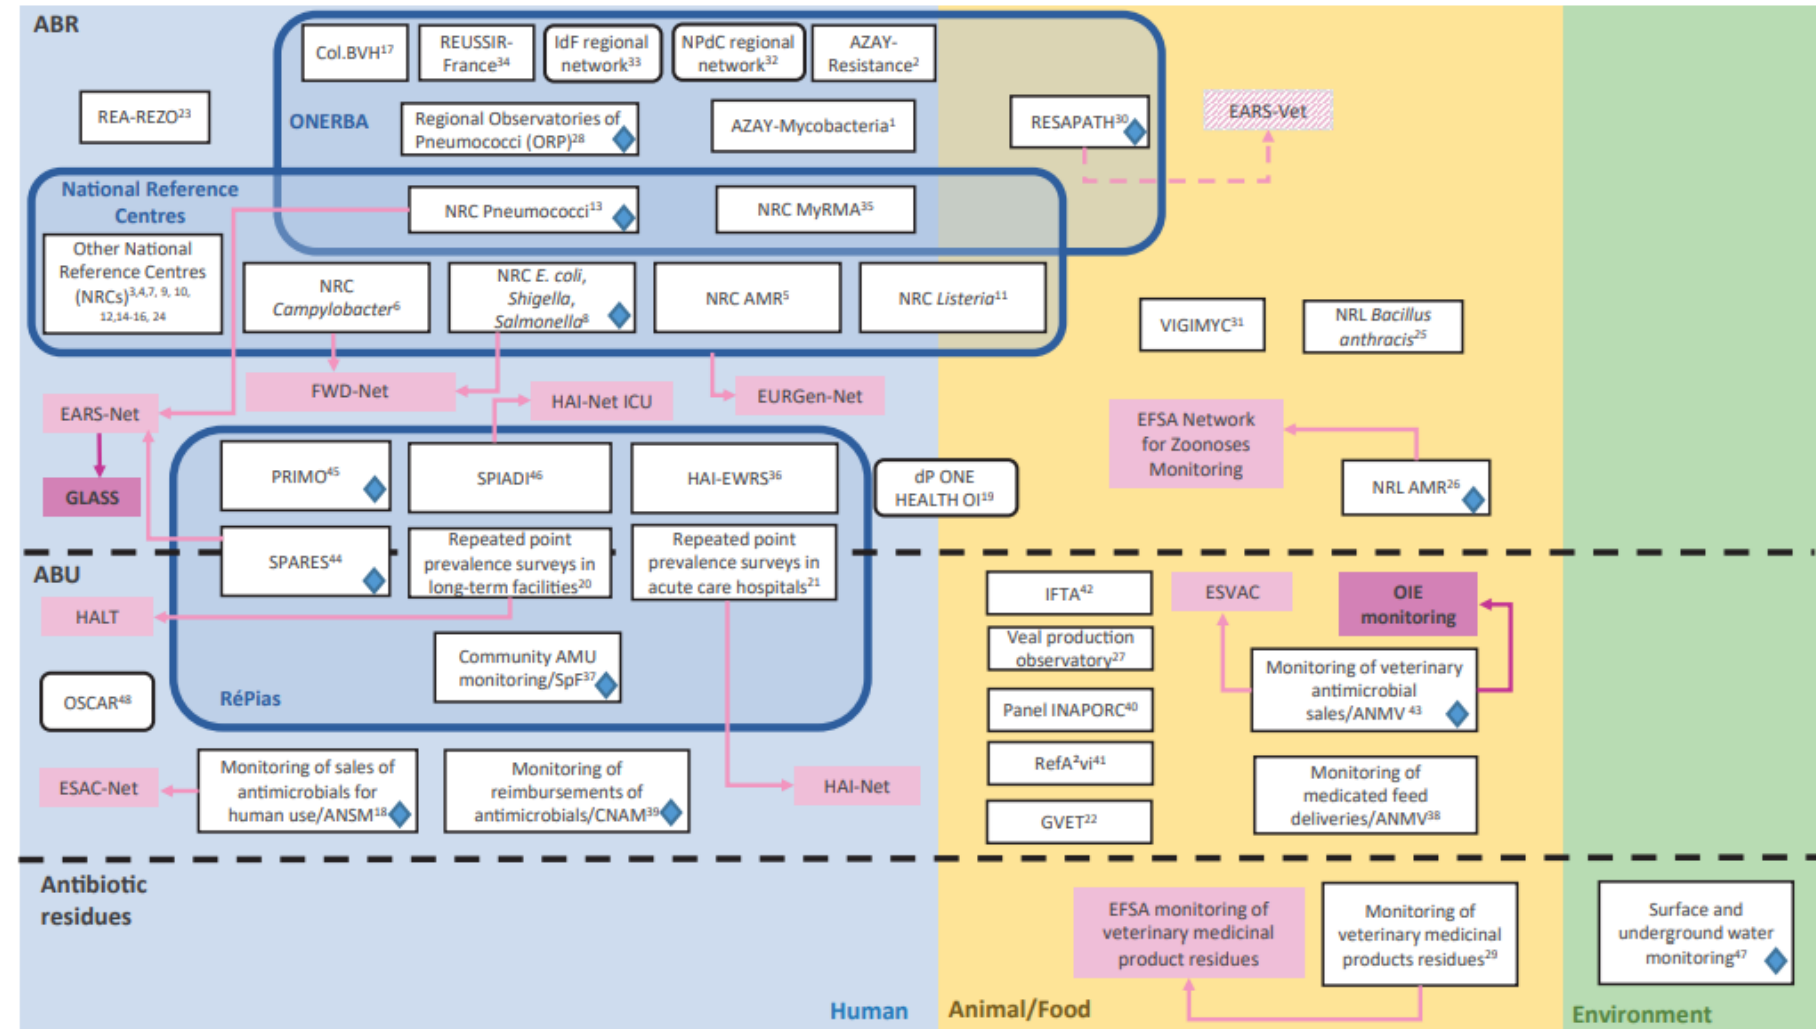 ABR
Col.BVH17
REUSSIR-
France34
IdF regional
network33
NPdC regional
network32
AZAY-
Resistance2
REA-REZO23
ONERBA
Regional Observatories of
Pneumococci (ORP)28
AZAY-Mycobacteria1
RESAPATH30
EARS-Vet
National Reference
Centres
NRC Pneumococci13
NRC MyRMA35
Other National
Reference Centres
(NRCs)3,4,7, 9, 10,
12,14-16, 24
NRC
Campylobacter6
NRC E. coli,
Shigella,
Salmonella8
NRC AMR5
NRC Listeria11
VIGIMYC31
NRL Bacillus
anthracis25
EARS-Net
FWD-Net
HAI-Net ICU
EURGen-Net
EFSA Network
for Zoonoses
Monitoring
GLASS
PRIMO45
SPIADI46
HAI-EWRS36
dP ONE
HEALTH OI19
NRL AMR26
SPARES44
Repeated point
prevalence surveys in
long-term facilities20
Repeated point
prevalence surveys in
acute care hospitals21
ABU
HALT
IFTA42
ESVAC
OIE
monitoring
Veal production
observatory27
Community AMU
monitoring/SpF37
Monitoring of veterinary
antimicrobial
sales/ANMV 43
OSCAR48
RéPias
Panel INAPORC40
RefA²vi41
ESAC-Net
Monitoring of sales of
antimicrobials for
human use/ANSM18
Monitoring of
reimbursements of
antimicrobials/CNAM39
HAI-Net
GVET22
Monitoring of
medicated feed
deliveries/ANMV38
Antibiotic
residues
EFSA monitoring of
veterinary medicinal
product residues
Monitoring of
veterinary medicinal
products residues29
Surface and
underground water
monitoring47
Human
Animal/Food
Environment